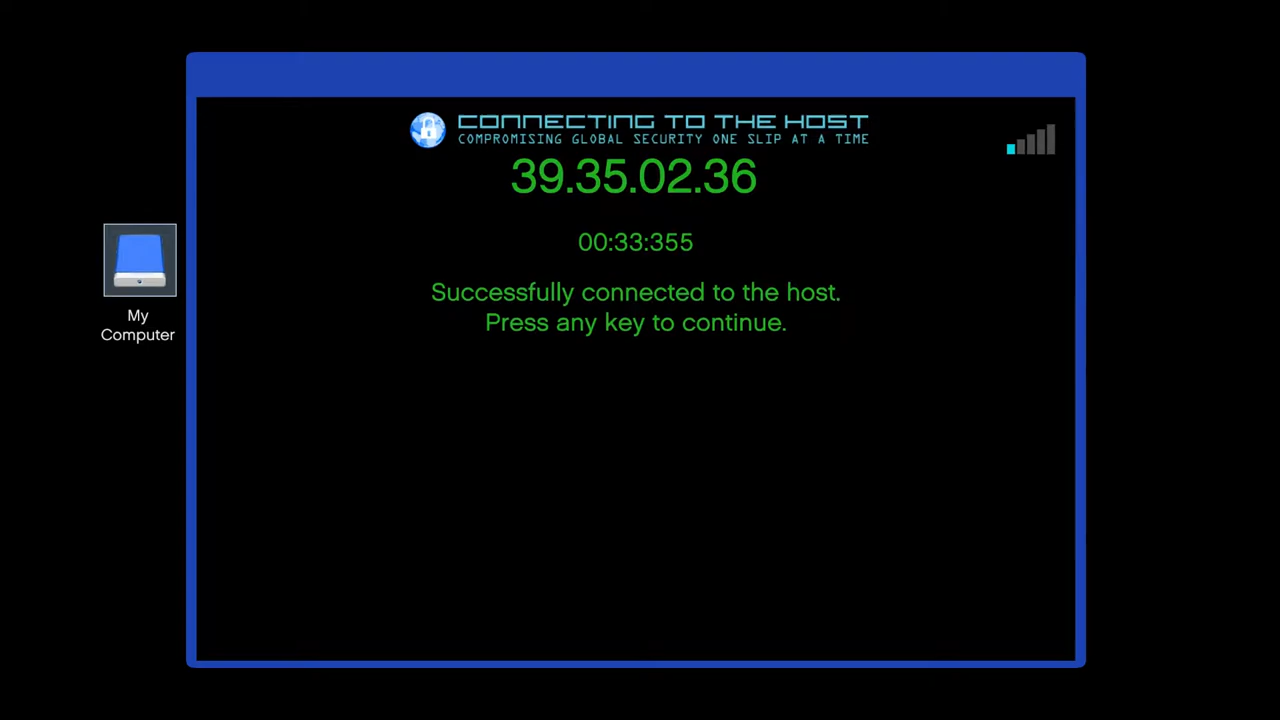 CONNECTING TO THE HOST
COMPROMISING GLOBAL SECURITY ONE SLIP AT A TIME
39.35.02.36
00:33:355
Successfully connected to the host.
Press any key to continue.
My
Computer